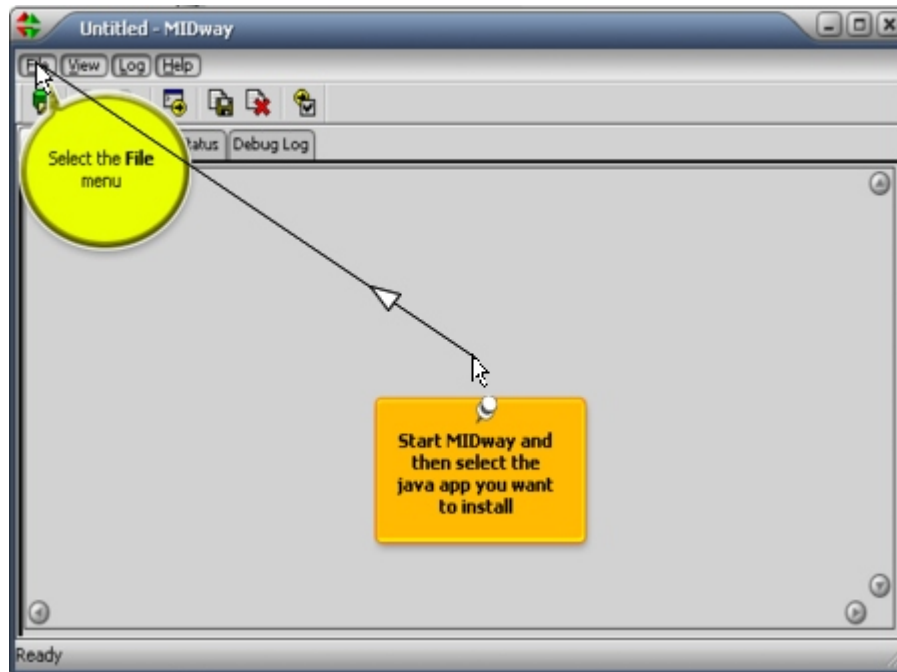 Untitled - MIDway
File View Log Help
Status Debug Log
Select the File
menu
Start MIDway and
then select the
java app you want
to install
Ready